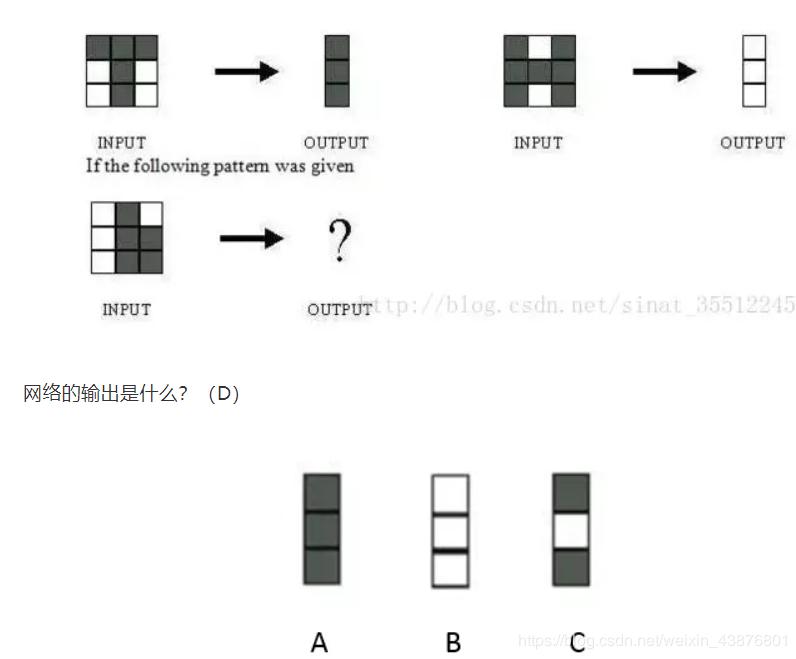 INPUT OUTPUT INPUT OUTPUT
If the following pattern was given
?
http://blog.csdn.net/sinat_35512245
INPUT OUTPUT
网络的输出是什么？（D）
A B C
https://blog.csdn.net/weixin_43876801